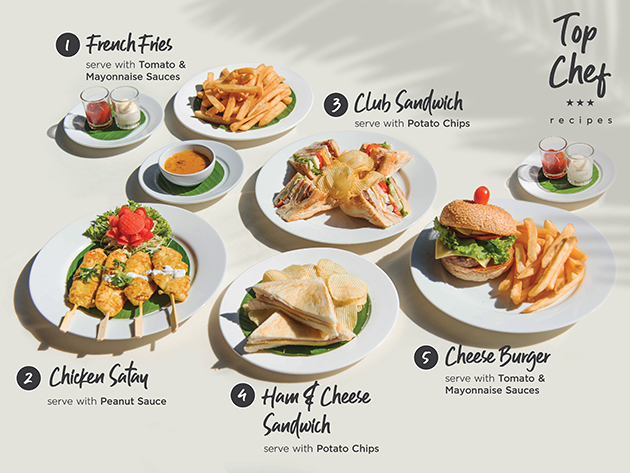 1 French Fries
serve with Tomato &
Mayonnaise Sauces
Top
Chef
recipes
3 Club Sandwich
serve with Potato Chips
2 Chicken Satay
serve with Peanut Sauce
4 Ham & Cheese
Sandwich
serve with Potato Chips
5 Cheese Burger
serve with Tomato &
Mayonnaise Sauces